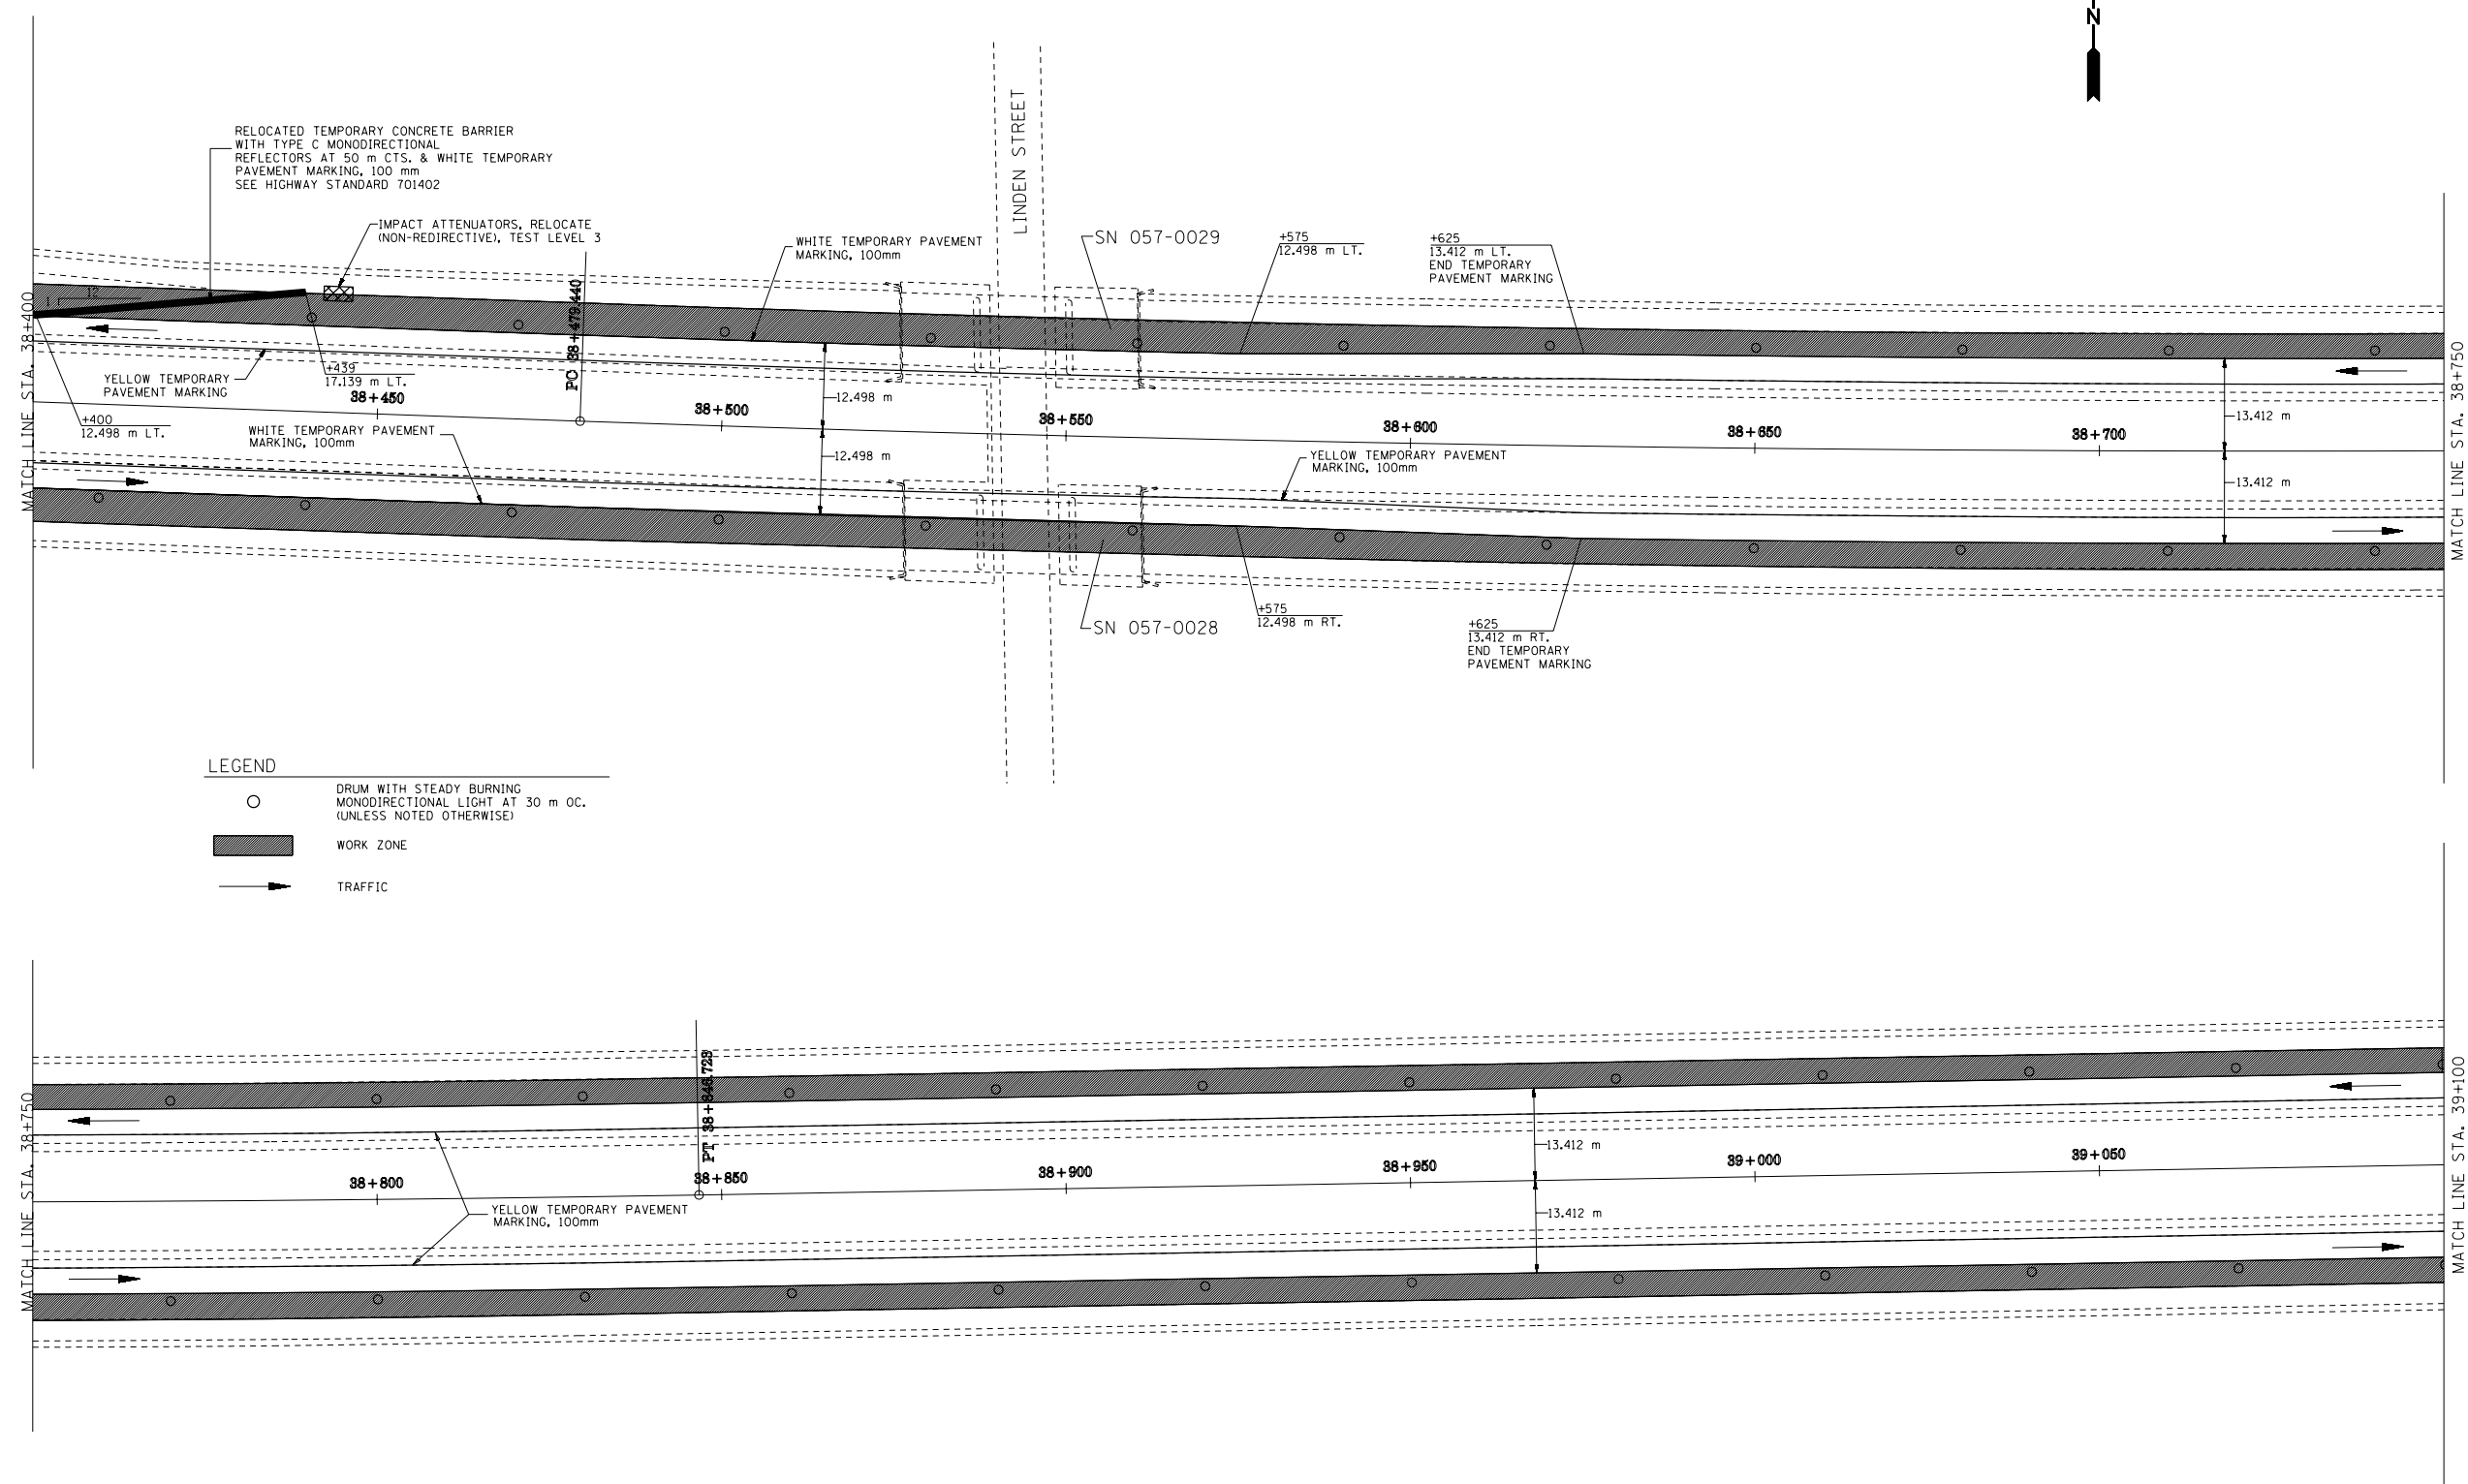 N
RELOCATED TEMPORARY CONCRETE BARRIER
WITH TYPE C MONODIRECTIONAL
REFLECTORS AT 50 m CTS. & WHITE TEMPORARY
PAVEMENT MARKING, 100 mm
SEE HIGHWAY STANDARD 701402
IMPACT ATTENUATORS, RELOCATE
(NON-REDIRECTIVE), TEST LEVEL 3
WHITE TEMPORARY PAVEMENT
MARKING, 100mm
LINDEN STREET
SN 057-0029
+575
12.498 m LT.
+625
13.412 m LT.
END TEMPORARY
PAVEMENT MARKING
12
1
MATCH LINE STA. 38+400
PC 38+479.440
YELLOW TEMPORARY
PAVEMENT MARKING
+439
17.139 m LT.
+400
12.498 m LT.
38+450
38+500
38+550
38+600
38+650
38+700
12.498 m
12.498 m
13.412 m
13.412 m
WHITE TEMPORARY PAVEMENT
MARKING, 100mm
YELLOW TEMPORARY PAVEMENT
MARKING, 100mm
MATCH LINE STA. 38+750
SN 057-0028
+575
12.498 m RT.
+625
13.412 m RT.
END TEMPORARY
PAVEMENT MARKING
LEGEND
DRUM WITH STEADY BURNING
MONODIRECTIONAL LIGHT AT 30 m OC.
(UNLESS NOTED OTHERWISE)
WORK ZONE
TRAFFIC
MATCH LINE STA. 38+750
PT 38+846.723
38+800
38+850
38+900
38+950
39+000
39+050
13.412 m
13.412 m
YELLOW TEMPORARY PAVEMENT
MARKING, 100mm
MATCH LINE STA. 39+100